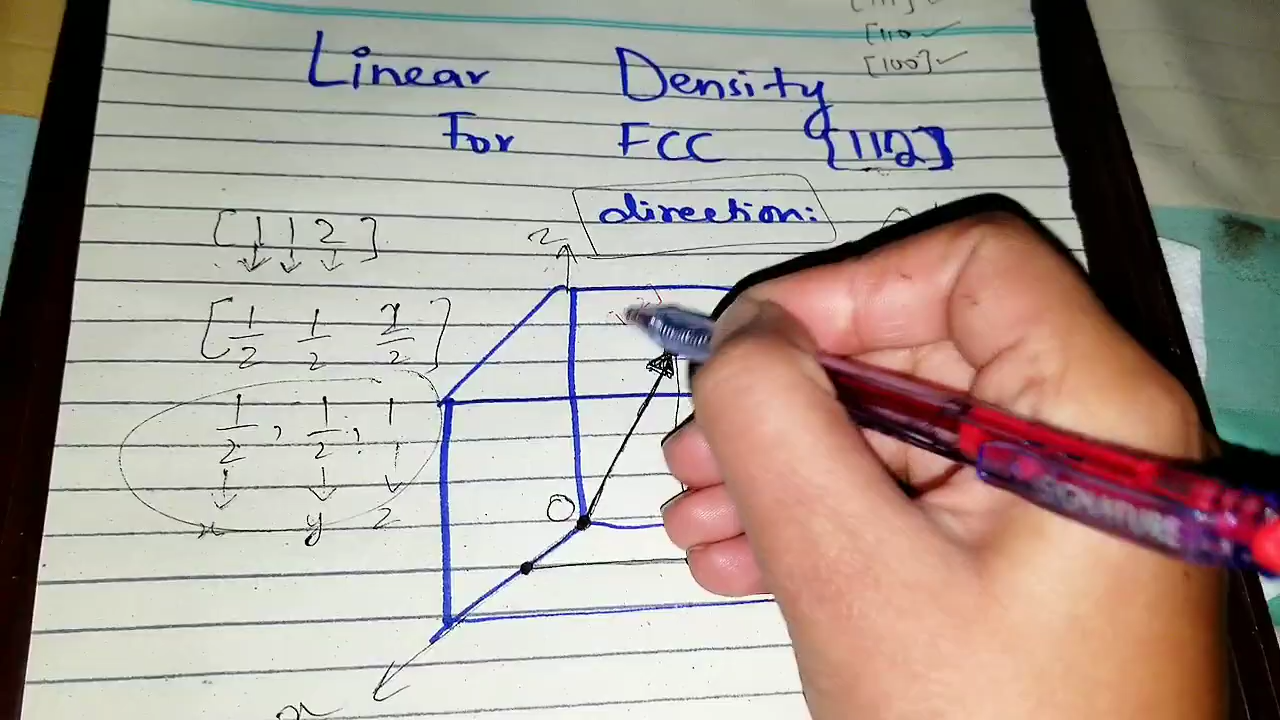 [110 ✓
[100] ✓
Linear Density
For FCC [112]
direction:
[1 1 2]
z
[1/2 1/2 2/2]
1/2, 1/2, 1
x y z
O
x
SIGNATURE